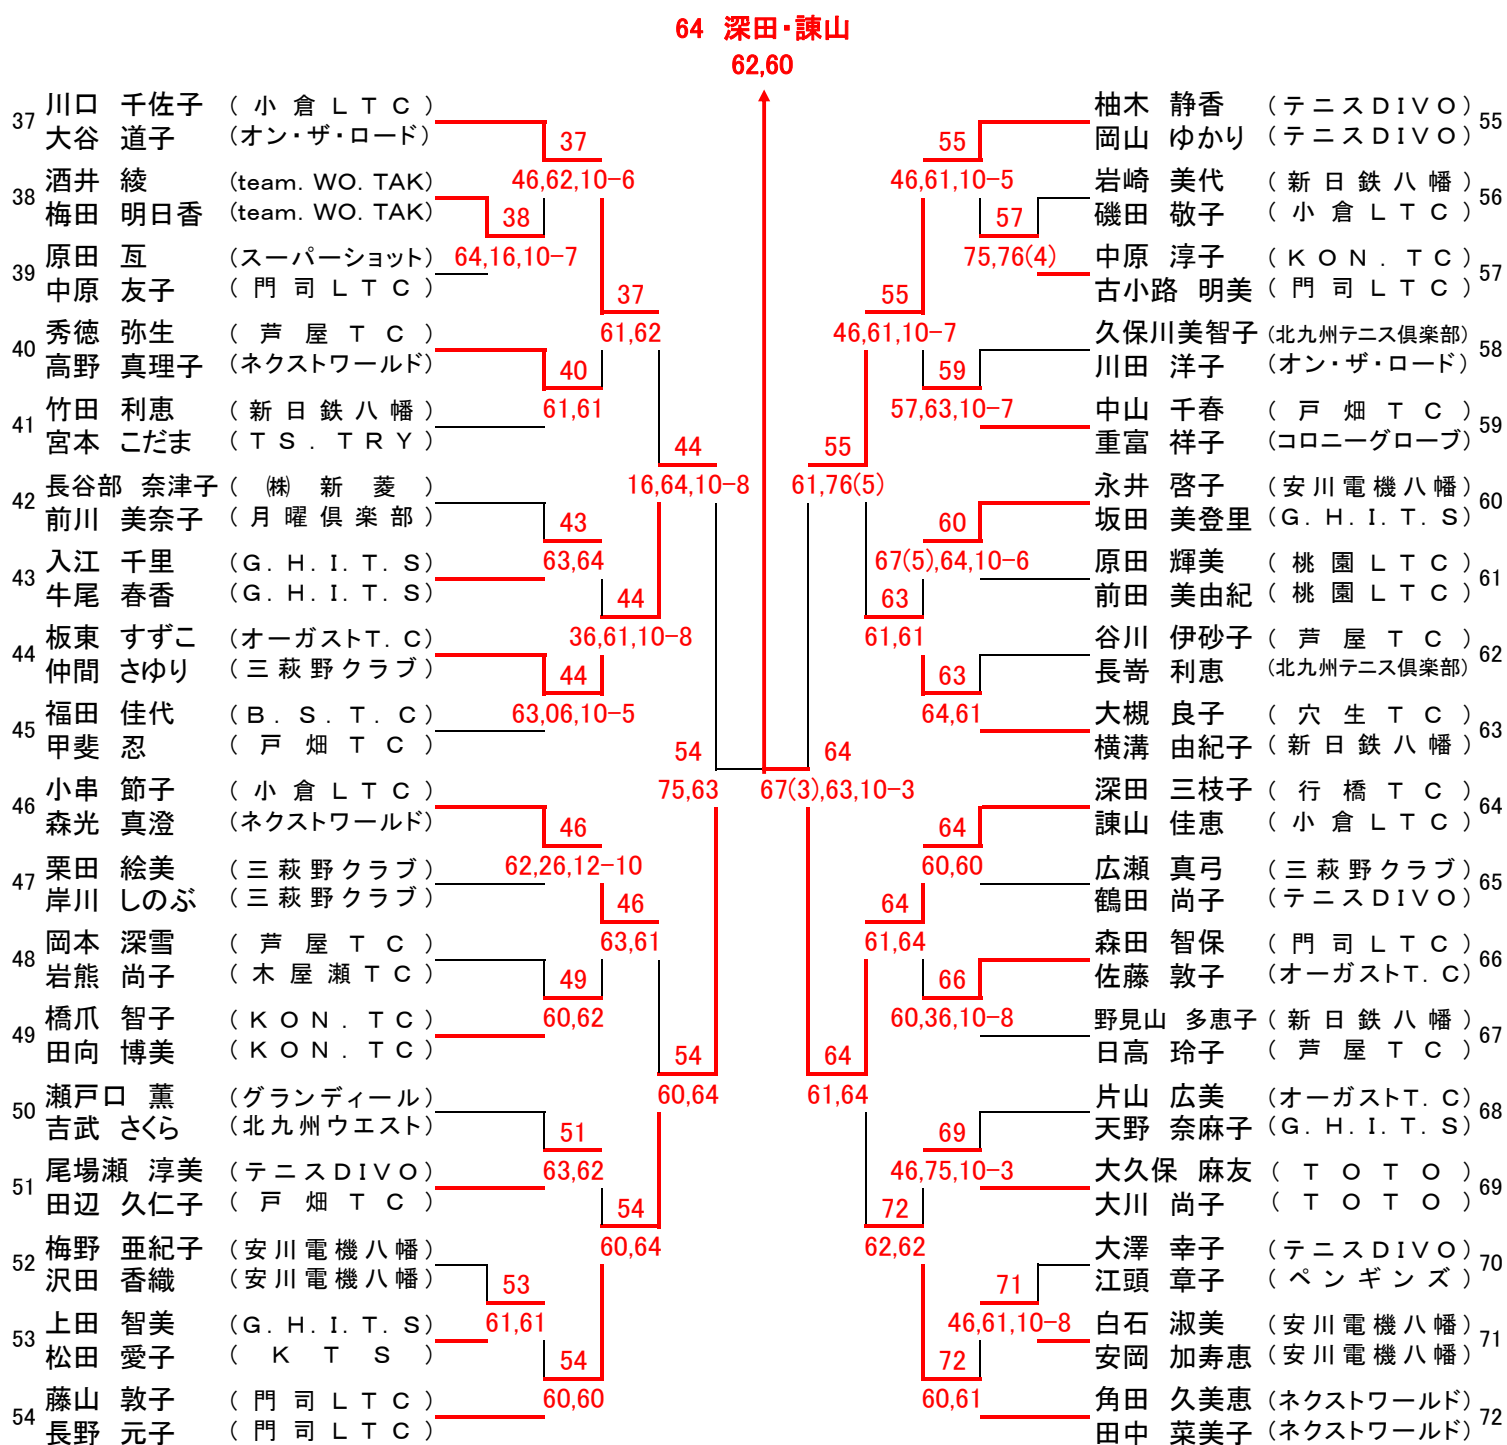 64 深田・諌山
62,60
37 川口 千佐子 (小倉LTC)
大谷 道子 (オン・ザ・ロード)
37
46,62,10-6
38 酒井 綾 (team. WO. TAK)
梅田 明日香 (team. WO. TAK)
38
64,16,10-7
39 原田 亙 (スーパーショット)
中原 友子 (門司LTC)
37
61,62
40 秀徳 弥生 (芦屋TC)
高野 真理子 (ネクストワールド)
40
61,61
41 竹田 利恵 (新日鉄八幡)
宮本 こだま (TS.TRY)
44
16,64,10-8
42 長谷部 奈津子 (㈱新菱)
前川 美奈子 (月曜倶楽部)
43
63,64
43 入江 千里 (G.H.I.T.S)
牛尾 春香 (G.H.I.T.S)
44
36,61,10-8
44 板東 すずこ (オーガストT.C)
仲間 さゆり (三萩野クラブ)
44
63,06,10-5
45 福田 佳代 (B.S.T.C)
甲斐 忍 (戸畑TC)
54
75,63
46 小串 節子 (小倉LTC)
森光 真澄 (ネクストワールド)
46
62,26,12-10
47 栗田 絵美 (三萩野クラブ)
岸川 しのぶ (三萩野クラブ)
46
63,61
48 岡本 深雪 (芦屋TC)
岩熊 尚子 (木屋瀬TC)
49
60,62
49 橋爪 智子 (KON.TC)
田向 博美 (KON.TC)
54
60,64
50 瀬戸口 薫 (グランディール)
吉武 さくら (北九州ウエスト)
51
63,62
51 尾場瀬 淳美 (テニスDIVO)
田辺 久仁子 (戸畑TC)
54
60,64
52 梅野 亜紀子 (安川電機八幡)
沢田 香織 (安川電機八幡)
53
61,61
53 上田 智美 (G.H.I.T.S)
松田 愛子 (KTS)
54
60,60
54 藤山 敦子 (門司LTC)
長野 元子 (門司LTC)
柚木 静香 (テニスDIVO) 55
岡山 ゆかり (テニスDIVO)
55
46,61,10-5
岩崎 美代 (新日鉄八幡) 56
磯田 敬子 (小倉LTC)
57
75,76(4)
中原 淳子 (KON.TC) 57
古小路 明美 (門司LTC)
55
46,61,10-7
久保川美智子 (北九州テニス倶楽部) 58
川田 洋子 (オン・ザ・ロード)
59
57,63,10-7
中山 千春 (戸畑TC) 59
重富 祥子 (コロニーグローブ)
55
61,76(5)
永井 啓子 (安川電機八幡) 60
坂田 美登里 (G.H.I.T.S)
60
67(5),64,10-6
原田 輝美 (桃園LTC) 61
前田 美由紀 (桃園LTC)
63
61,61
谷川 伊砂子 (芦屋TC) 62
長嵜 利恵 (北九州テニス倶楽部)
63
64,61
大槻 良子 (穴生TC) 63
横溝 由紀子 (新日鉄八幡)
64
67(3),63,10-3
深田 三枝子 (行橋TC) 64
諌山 佳恵 (小倉LTC)
64
60,60
広瀬 真弓 (三萩野クラブ) 65
鶴田 尚子 (テニスDIVO)
64
61,64
森田 智保 (門司LTC) 66
佐藤 敦子 (オーガストT.C)
66
60,36,10-8
野見山 多恵子 (新日鉄八幡) 67
日高 玲子 (芦屋TC)
64
61,64
片山 広美 (オーガストT.C) 68
天野 奈麻子 (G.H.I.T.S)
69
46,75,10-3
大久保 麻友 (TOTO) 69
大川 尚子 (TOTO)
72
62,62
大澤 幸子 (テニスDIVO) 70
江頭 章子 (ペンギンズ)
71
46,61,10-8
白石 淑美 (安川電機八幡) 71
安岡 加寿恵 (安川電機八幡)
72
60,61
角田 久美恵 (ネクストワールド) 72
田中 菜美子 (ネクストワールド)